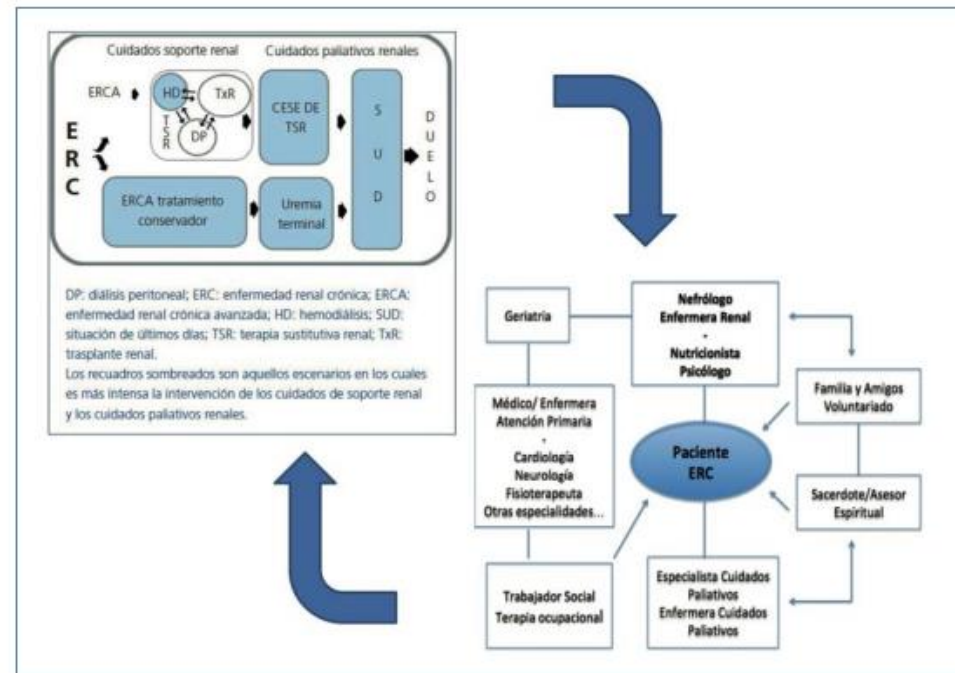 Cuidados soporte renal
Cuidados paliativos renales
ERCA
HD
TxR
TSR
DP
ERC
CESE DE
TSR
SUD
DUELO
ERCA tratamiento
conservador
Uremia
terminal
DP: diálisis peritoneal; ERC: enfermedad renal crónica; ERCA:
enfermedad renal crónica avanzada; HD: hemodiálisis; SUD:
situación de últimos días; TSR: terapia sustitutiva renal; TxR:
trasplante renal.
Los recuadros sombreados son aquellos escenarios en los cuales
es más intensa la intervención de los cuidados de soporte renal
y los cuidados paliativos renales.
Geriatría
Nefrólogo
Enfermera Renal
-
Nutricionista
Psicólogo
Médico/ Enfermera
Atención Primaria
-
Cardiología
Neurología
Fisioterapeuta
Otras especialidades...
Familia y Amigos
Voluntariado
Paciente
ERC
Sacerdote/Asesor
Espiritual
Trabajador Social
Terapia ocupacional
Especialista Cuidados
Paliativos
Enfermera Cuidados
Paliativos